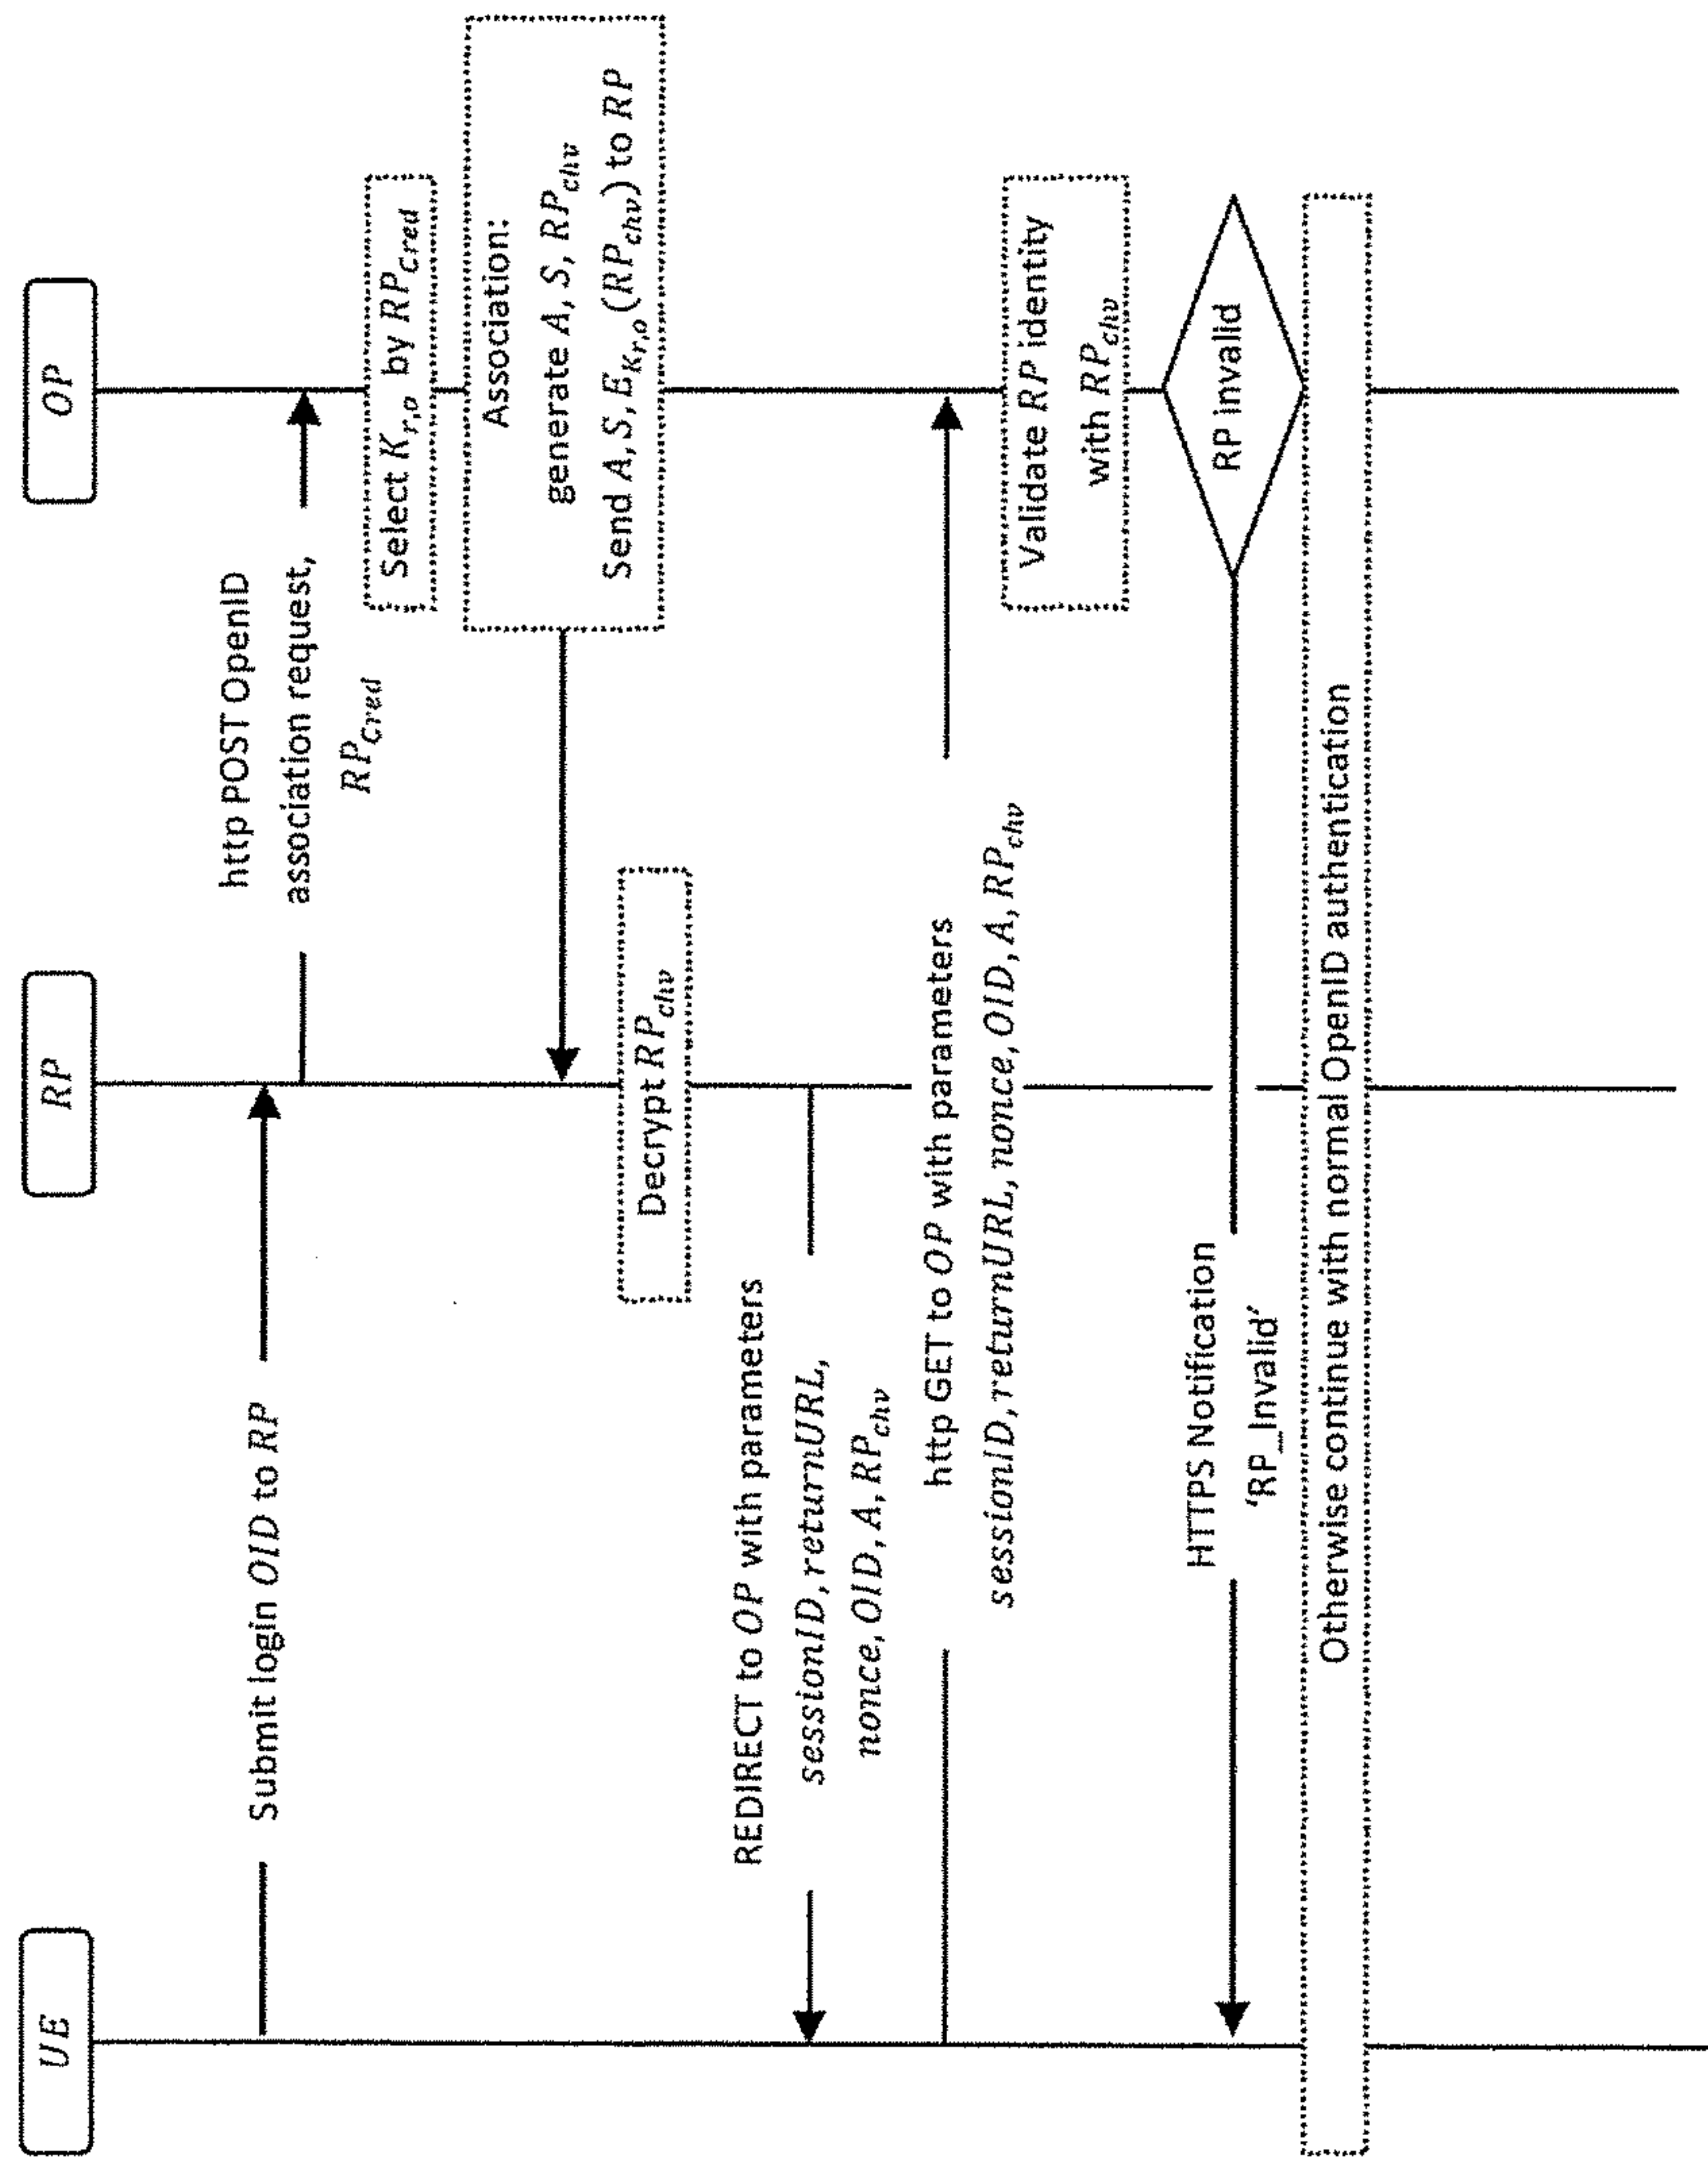 UE
RP
OP
Submit login OID to RP
http POST OpenID
association request,
RP_Cred
Select K_r,o by RP_Cred
Association:
generate A, S, RP_chv
Send A, S, E_K_r,o (RP_chv) to RP
Decrypt RP_chv
REDIRECT to OP with parameters
sessionID, returnURL,
nonce, OID, A, RP_chv
http GET to OP with parameters
sessionID, returnURL, nonce, OID, A, RP_chv
Validate RP identity
with RP_chv
RP invalid
HTTPS Notification
‘RP_Invalid’
Otherwise continue with normal OpenID authentication